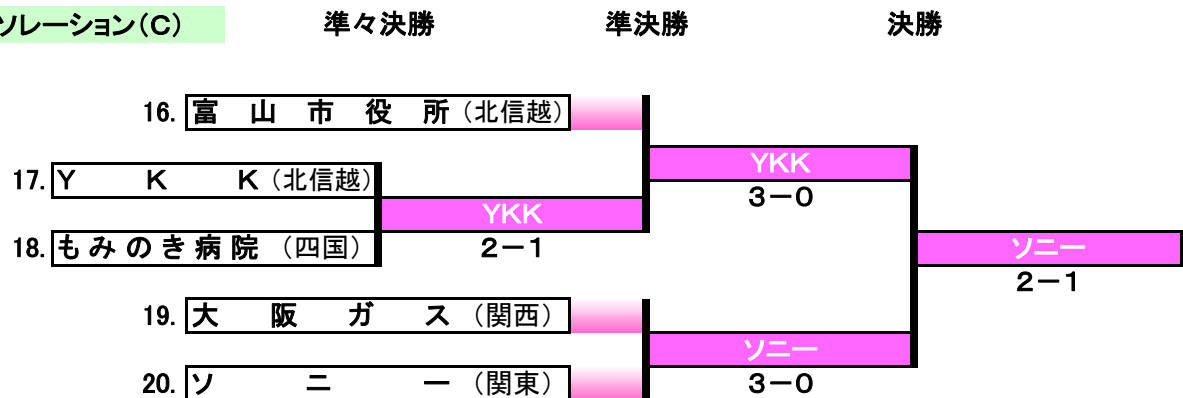 ソレーション(C) 準々決勝 準決勝 決勝
16. 富山市役所(北信越)
YKK
17. YKK(北信越)
3-0
YKK
18. もみのき病院(四国)
2-1
ソニー
2-1
19. 大阪ガス(関西)
ソニー
20. ソニー(関東)
3-0